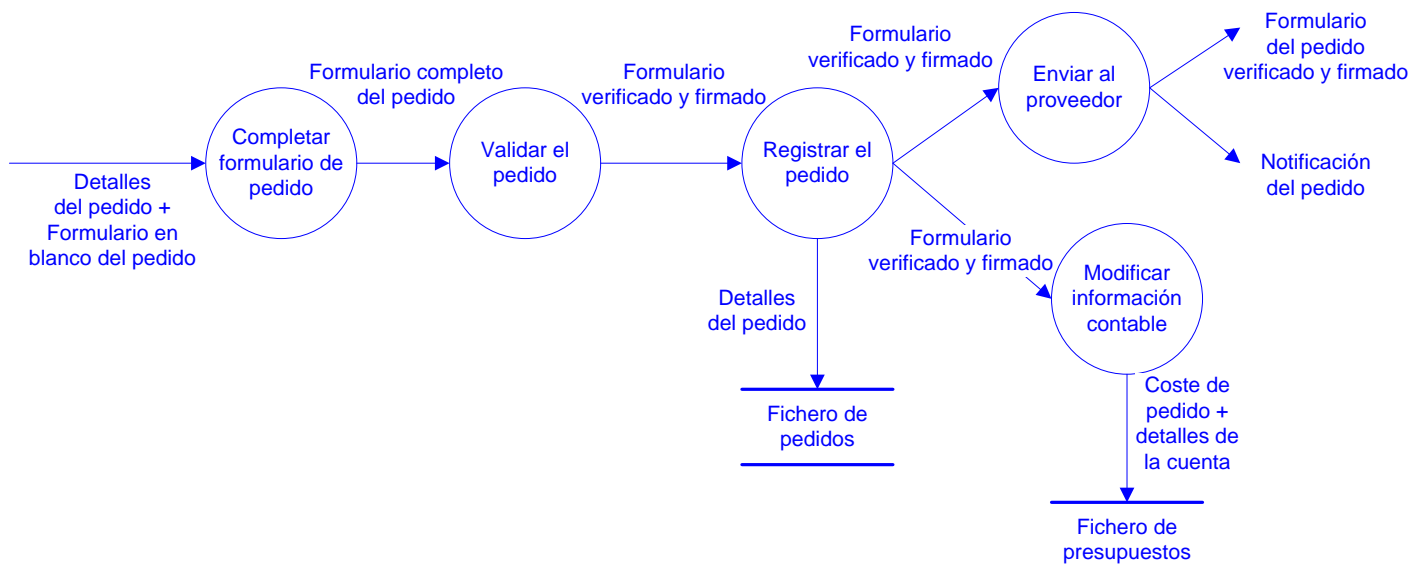 Detalles
del pedido +
Formulario en
blanco del pedido
Completar
formulario de
pedido
Formulario completo
del pedido
Validar el
pedido
Formulario
verificado y firmado
Registrar el
pedido
Formulario
verificado y firmado
Enviar al
proveedor
Formulario
del pedido
verificado y firmado
Notificación
del pedido
Formulario
verificado y firmado
Modificar
información
contable
Detalles
del pedido
Fichero de
pedidos
Coste de
pedido +
detalles de
la cuenta
Fichero de
presupuestos